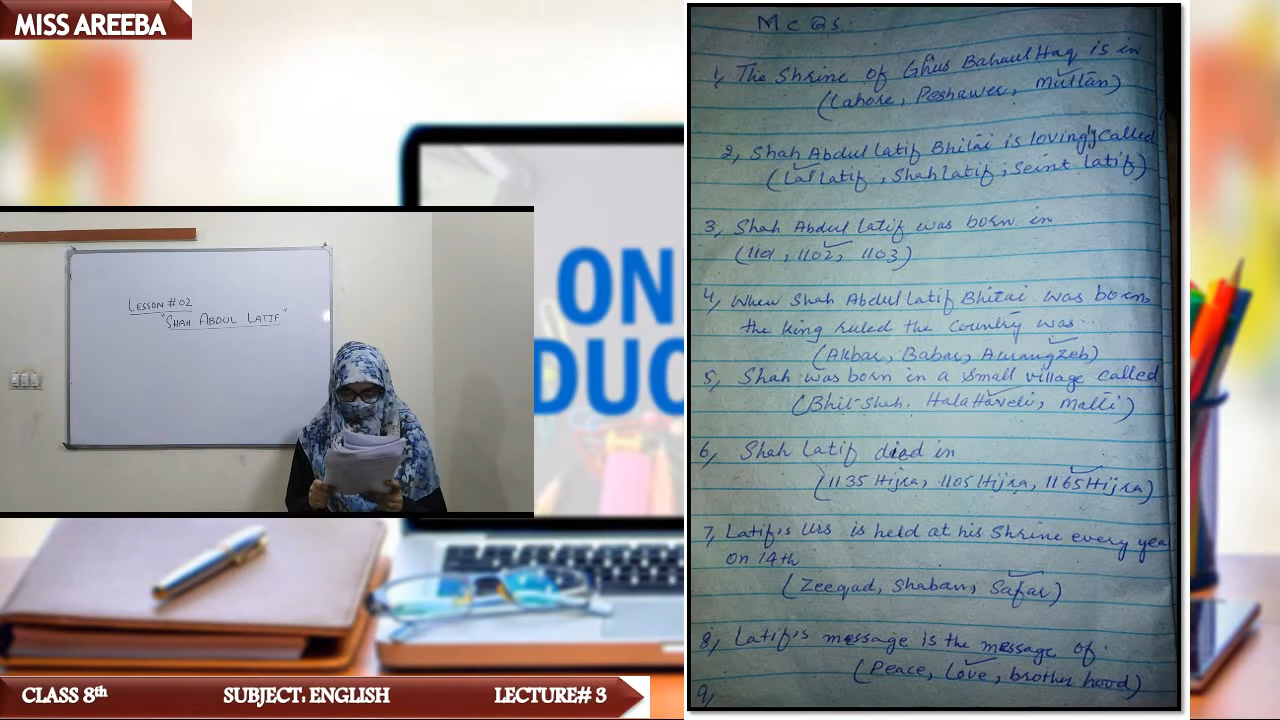 MISS AREEBA
LESSON # 02
"SHAH ABDUL LATIF"
ON
DUC
CLASS 8th
SUBJECT: ENGLISH
LECTURE# 3
McQs.
1, The Shrine of Ghus Bahaul Haq is in
(Lahore, Peshawer, Multan)
2, Shah Abdul Latif Bhitai is lovingly called
(Lal Latif, Shah Latif, Seint Latif)
3, Shah Abdul Latif was born in
(1101, 1102, 1103)
4, When Shah Abdul Latif Bhitai was born,
the king ruled the country was
(Akbar, Babar, Aurangzeb)
5, Shah was born in a small village called
(Bhit-Shah. Hala Haveli, Matli)
6, Shah Latif died in
(1135 Hijra, 1105 Hijra, 1165 Hijra)
7, Latif's Urs is held at his Shrine every yea
on 14th
(Zeeqad, Shaban, Safar)
8, Latif's message is the message of
(Peace, Love, brother hood)
9,